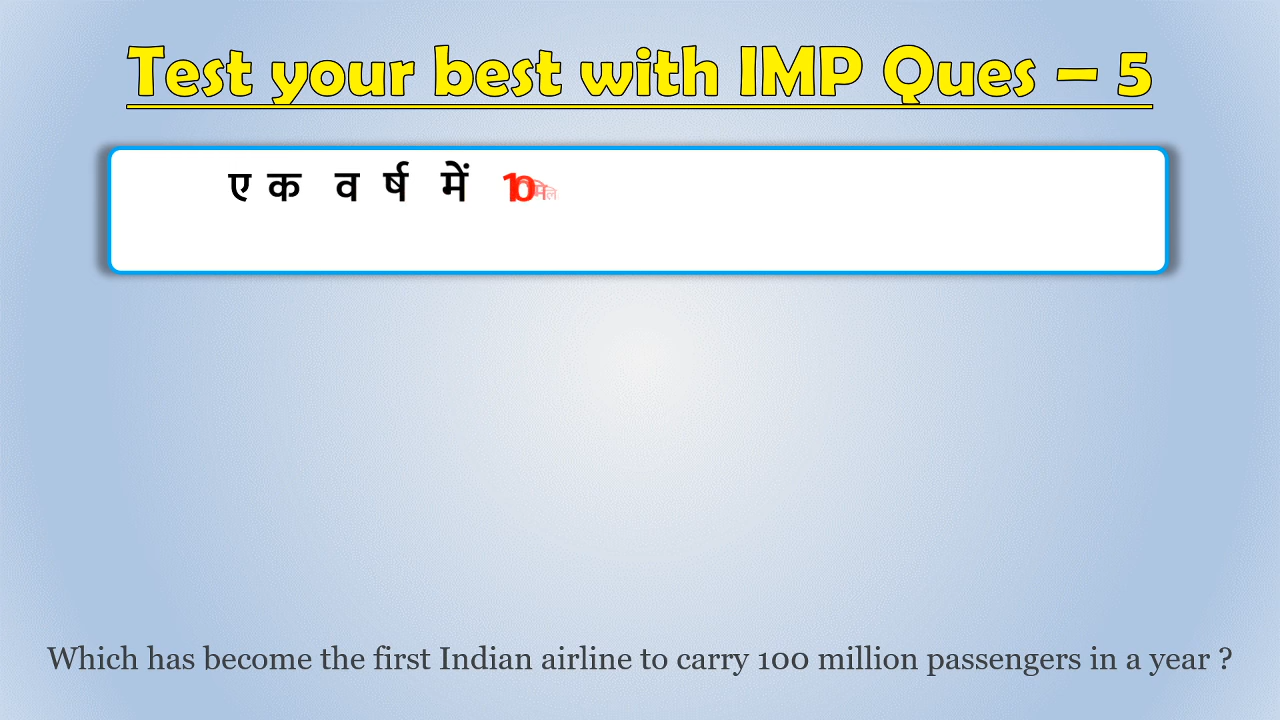 Test your best with IMP Ques – 5
एक वर्ष में 10
Which has become the first Indian airline to carry 100 million passengers in a year ?